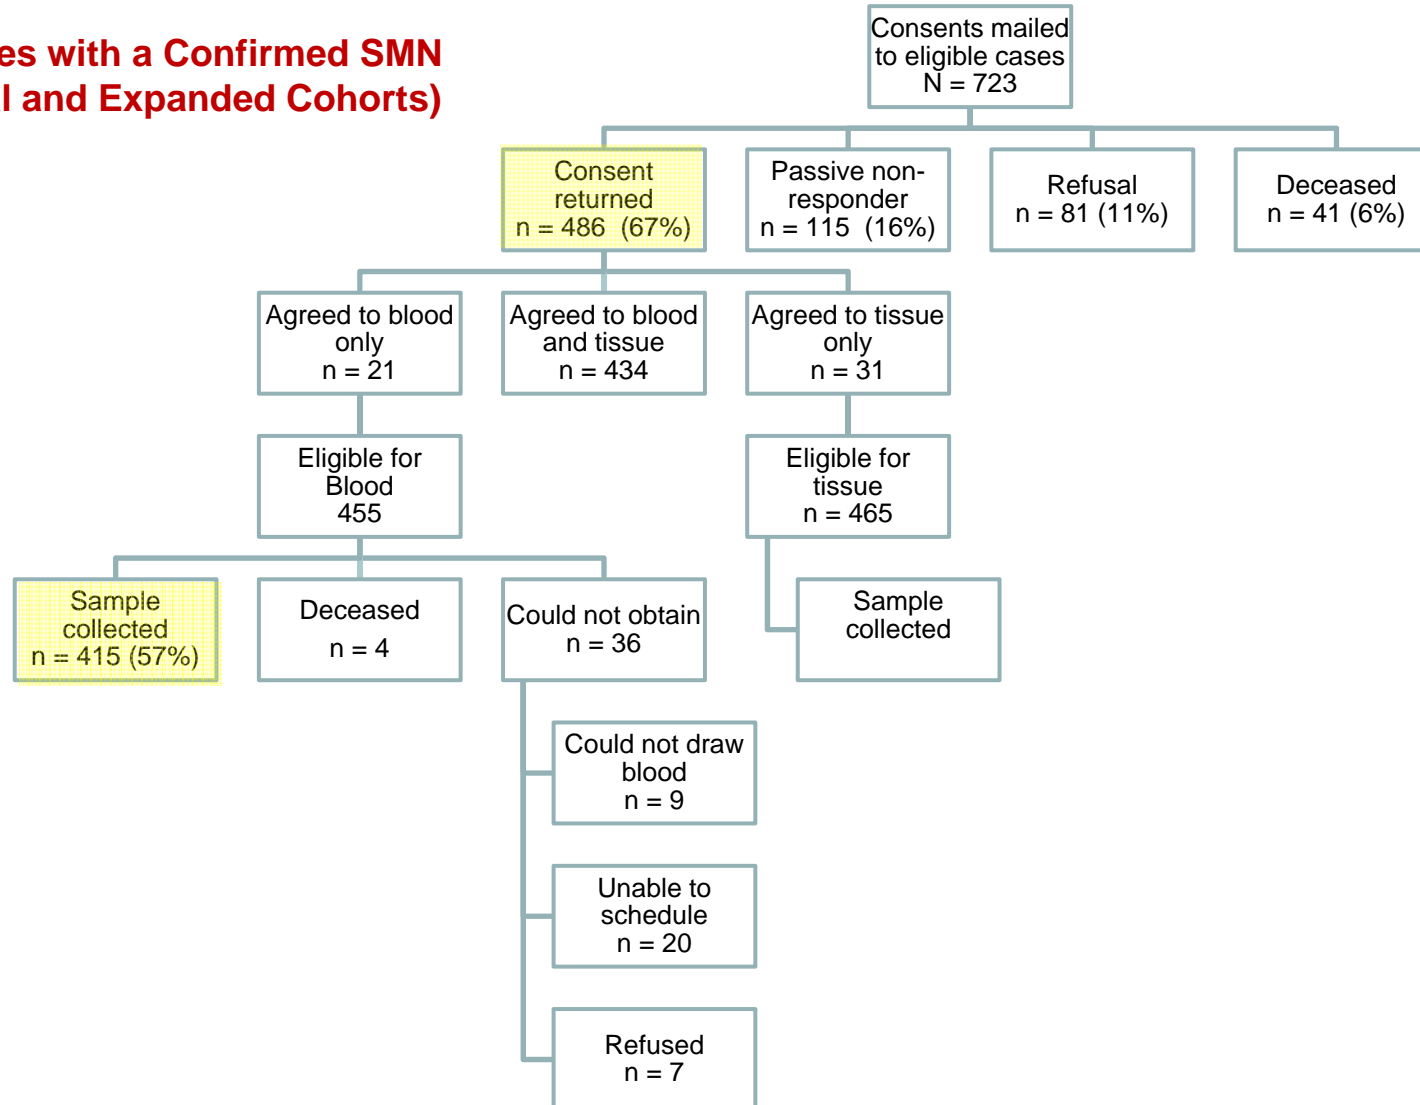 es with a Confirmed SMN
l and Expanded Cohorts)
Consents mailed
to eligible cases
N = 723
Consent
returned
n = 486 (67%)
Passive non-
responder
n = 115 (16%)
Refusal
n = 81 (11%)
Deceased
n = 41 (6%)
Agreed to blood
only
n = 21
Agreed to blood
and tissue
n = 434
Agreed to tissue
only
n = 31
Eligible for
Blood
455
Eligible for
tissue
n = 465
Sample
collected
n = 415 (57%)
Deceased
n = 4
Could not obtain
n = 36
Sample
collected
Could not draw
blood
n = 9
Unable to
schedule
n = 20
Refused
n = 7